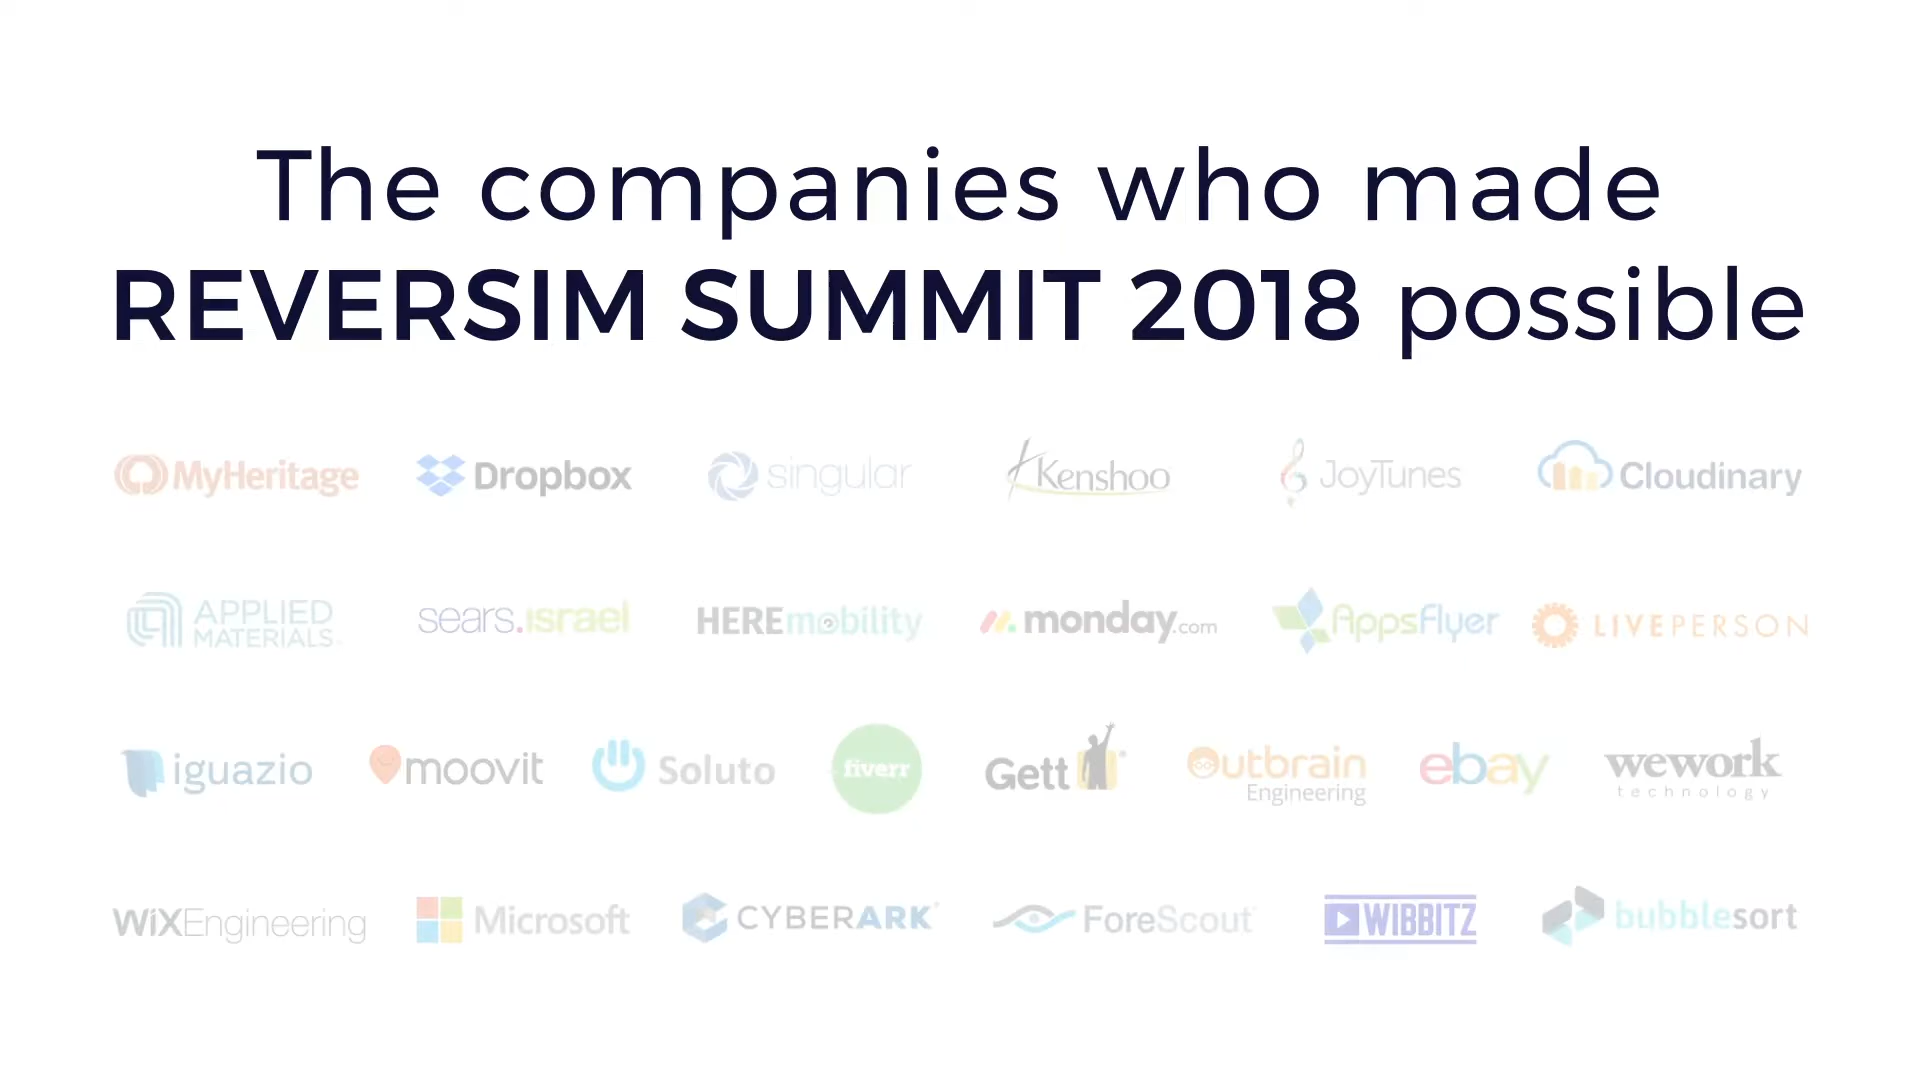 The companies who made
REVERSIM SUMMIT 2018 possible
MyHeritage Dropbox singular Kenshoo JoyTunes Cloudinary
APPLIED MATERIALS sears.israel HERE mobility monday.com AppsFlyer LIVEPERSON
iguazio moovit Soluto fiverr Gett Outbrain Engineering ebay wework technology
WiXEngineering Microsoft CYBERARK ForeScout WIBBITZ bubblesort